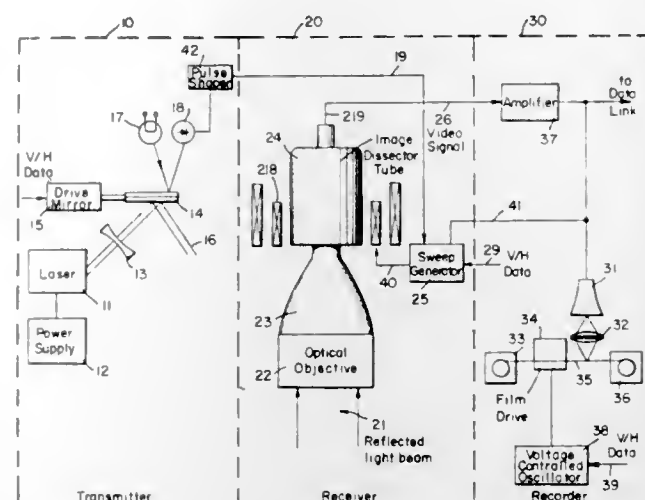 10
20
30
42
Pulse Shaper
19
17
18
V/H Data
Drive Mirror
15
14
16
13
Laser
11
Power Supply
12
Transmitter
219
24
Image Dissector Tube
26
Video Signal
218
40
Sweep Generator
25
29
V/H Data
23
22
Optical Objective
21
Reflected light beam
Receiver
Amplifier
37
to Data Link
41
31
32
34
33
35
36
Film Drive
38
Voltage Controlled Oscillator
V/H Data
39
Recorder